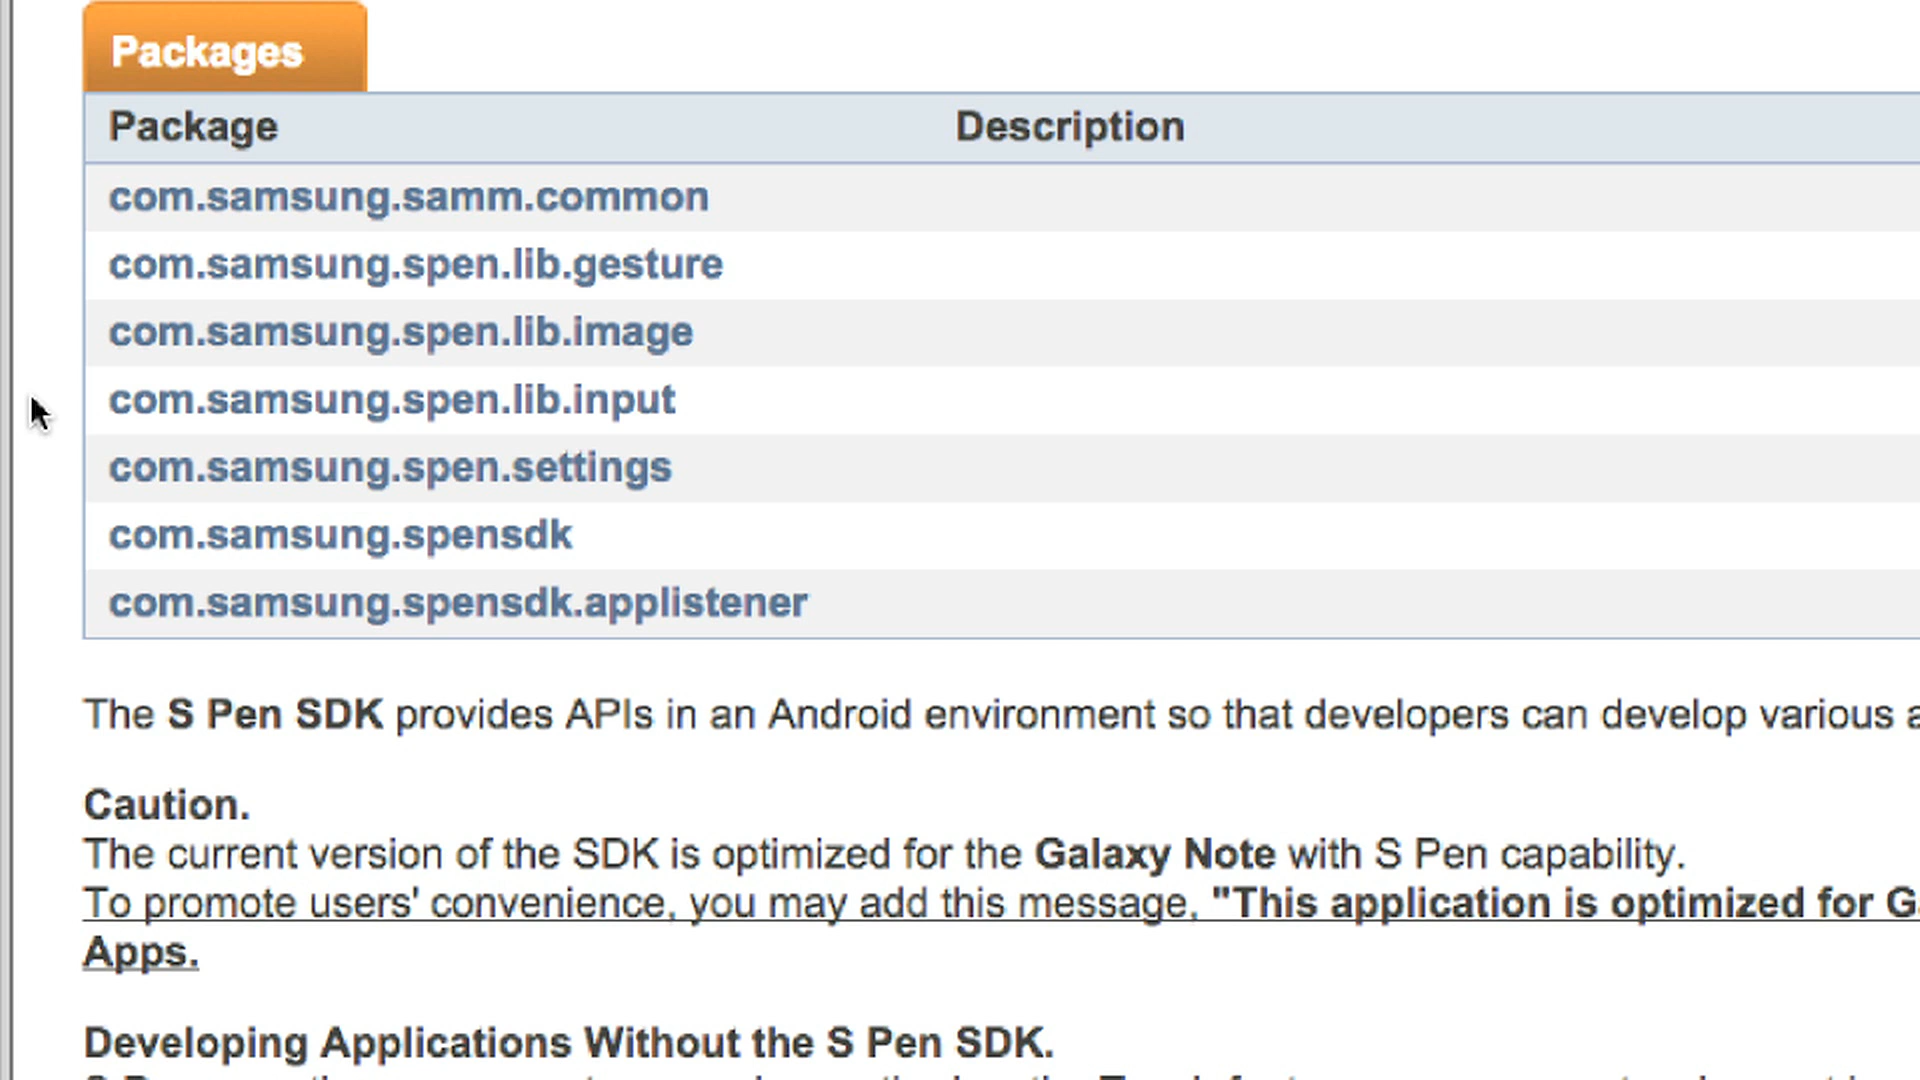 Packages
Package Description
com.samsung.samm.common
com.samsung.spen.lib.gesture
com.samsung.spen.lib.image
com.samsung.spen.lib.input
com.samsung.spen.settings
com.samsung.spensdk
com.samsung.spensdk.applistener
The S Pen SDK provides APIs in an Android environment so that developers can develop various
Caution.
The current version of the SDK is optimized for the Galaxy Note with S Pen capability.
To promote users' convenience, you may add this message, "This application is optimized for
Apps.
Developing Applications Without the S Pen SDK.